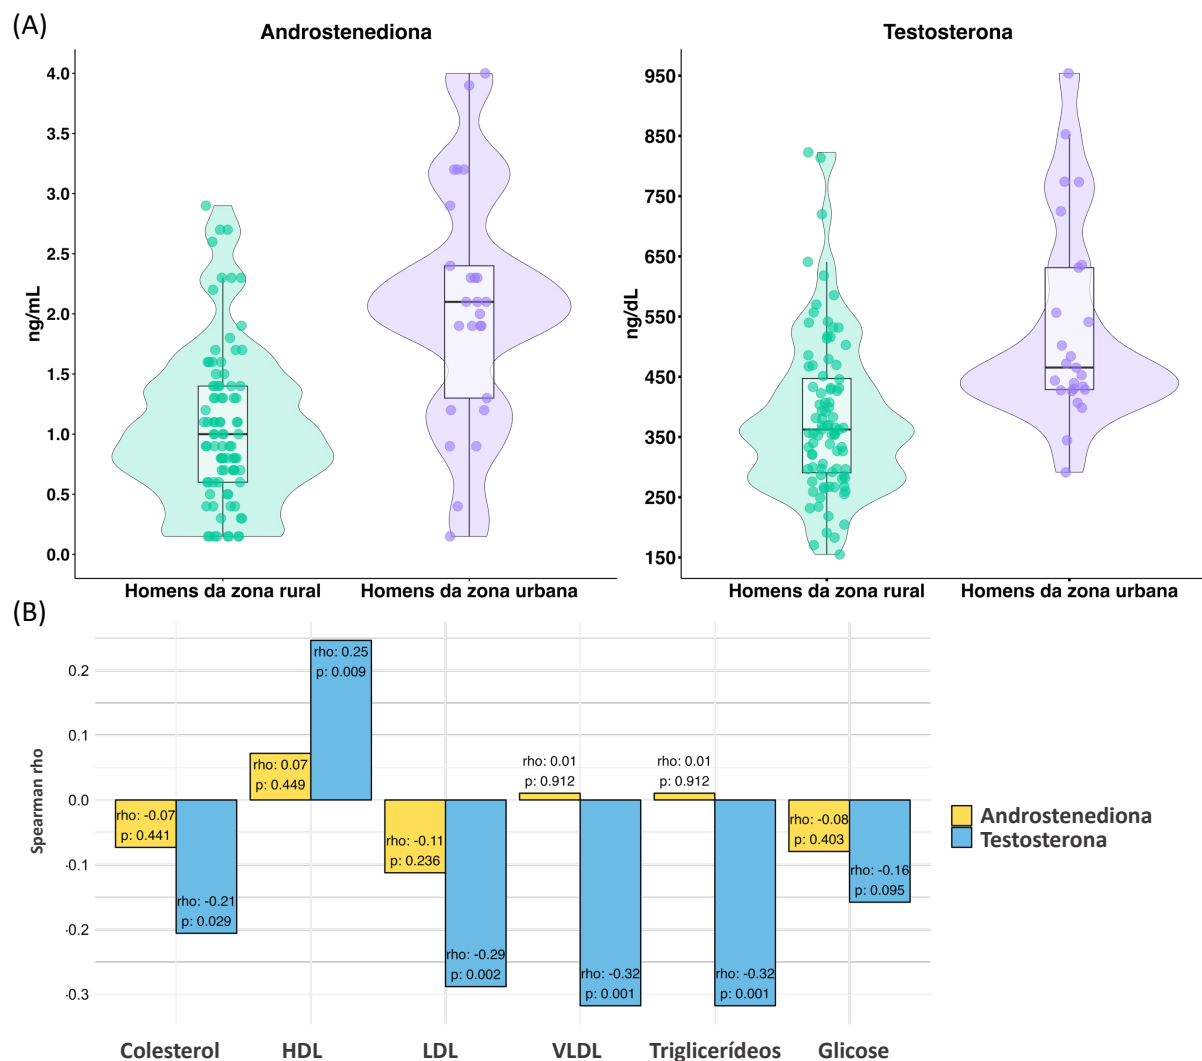 (A)
Androstenediona
Testosterona
4.0
3.5
3.0
2.5
2.0
1.5
1.0
0.5
0.0
ng/mL
950
850
750
650
550
450
350
250
150
ng/dL
Homens da zona rural
Homens da zona urbana
Homens da zona rural
Homens da zona urbana
(B)
0.2
0.1
0.0
-0.1
-0.2
-0.3
Spearman rho
rho: -0.07
p: 0.441
rho: -0.21
p: 0.029
rho: 0.07
p: 0.449
rho: 0.25
p: 0.009
rho: -0.11
p: 0.236
rho: -0.29
p: 0.002
rho: 0.01
p: 0.912
rho: -0.32
p: 0.001
rho: 0.01
p: 0.912
rho: -0.32
p: 0.001
rho: -0.08
p: 0.403
rho: -0.16
p: 0.095
Androstenediona
Testosterona
Colesterol
HDL
LDL
VLDL
Triglicerídeos
Glicose